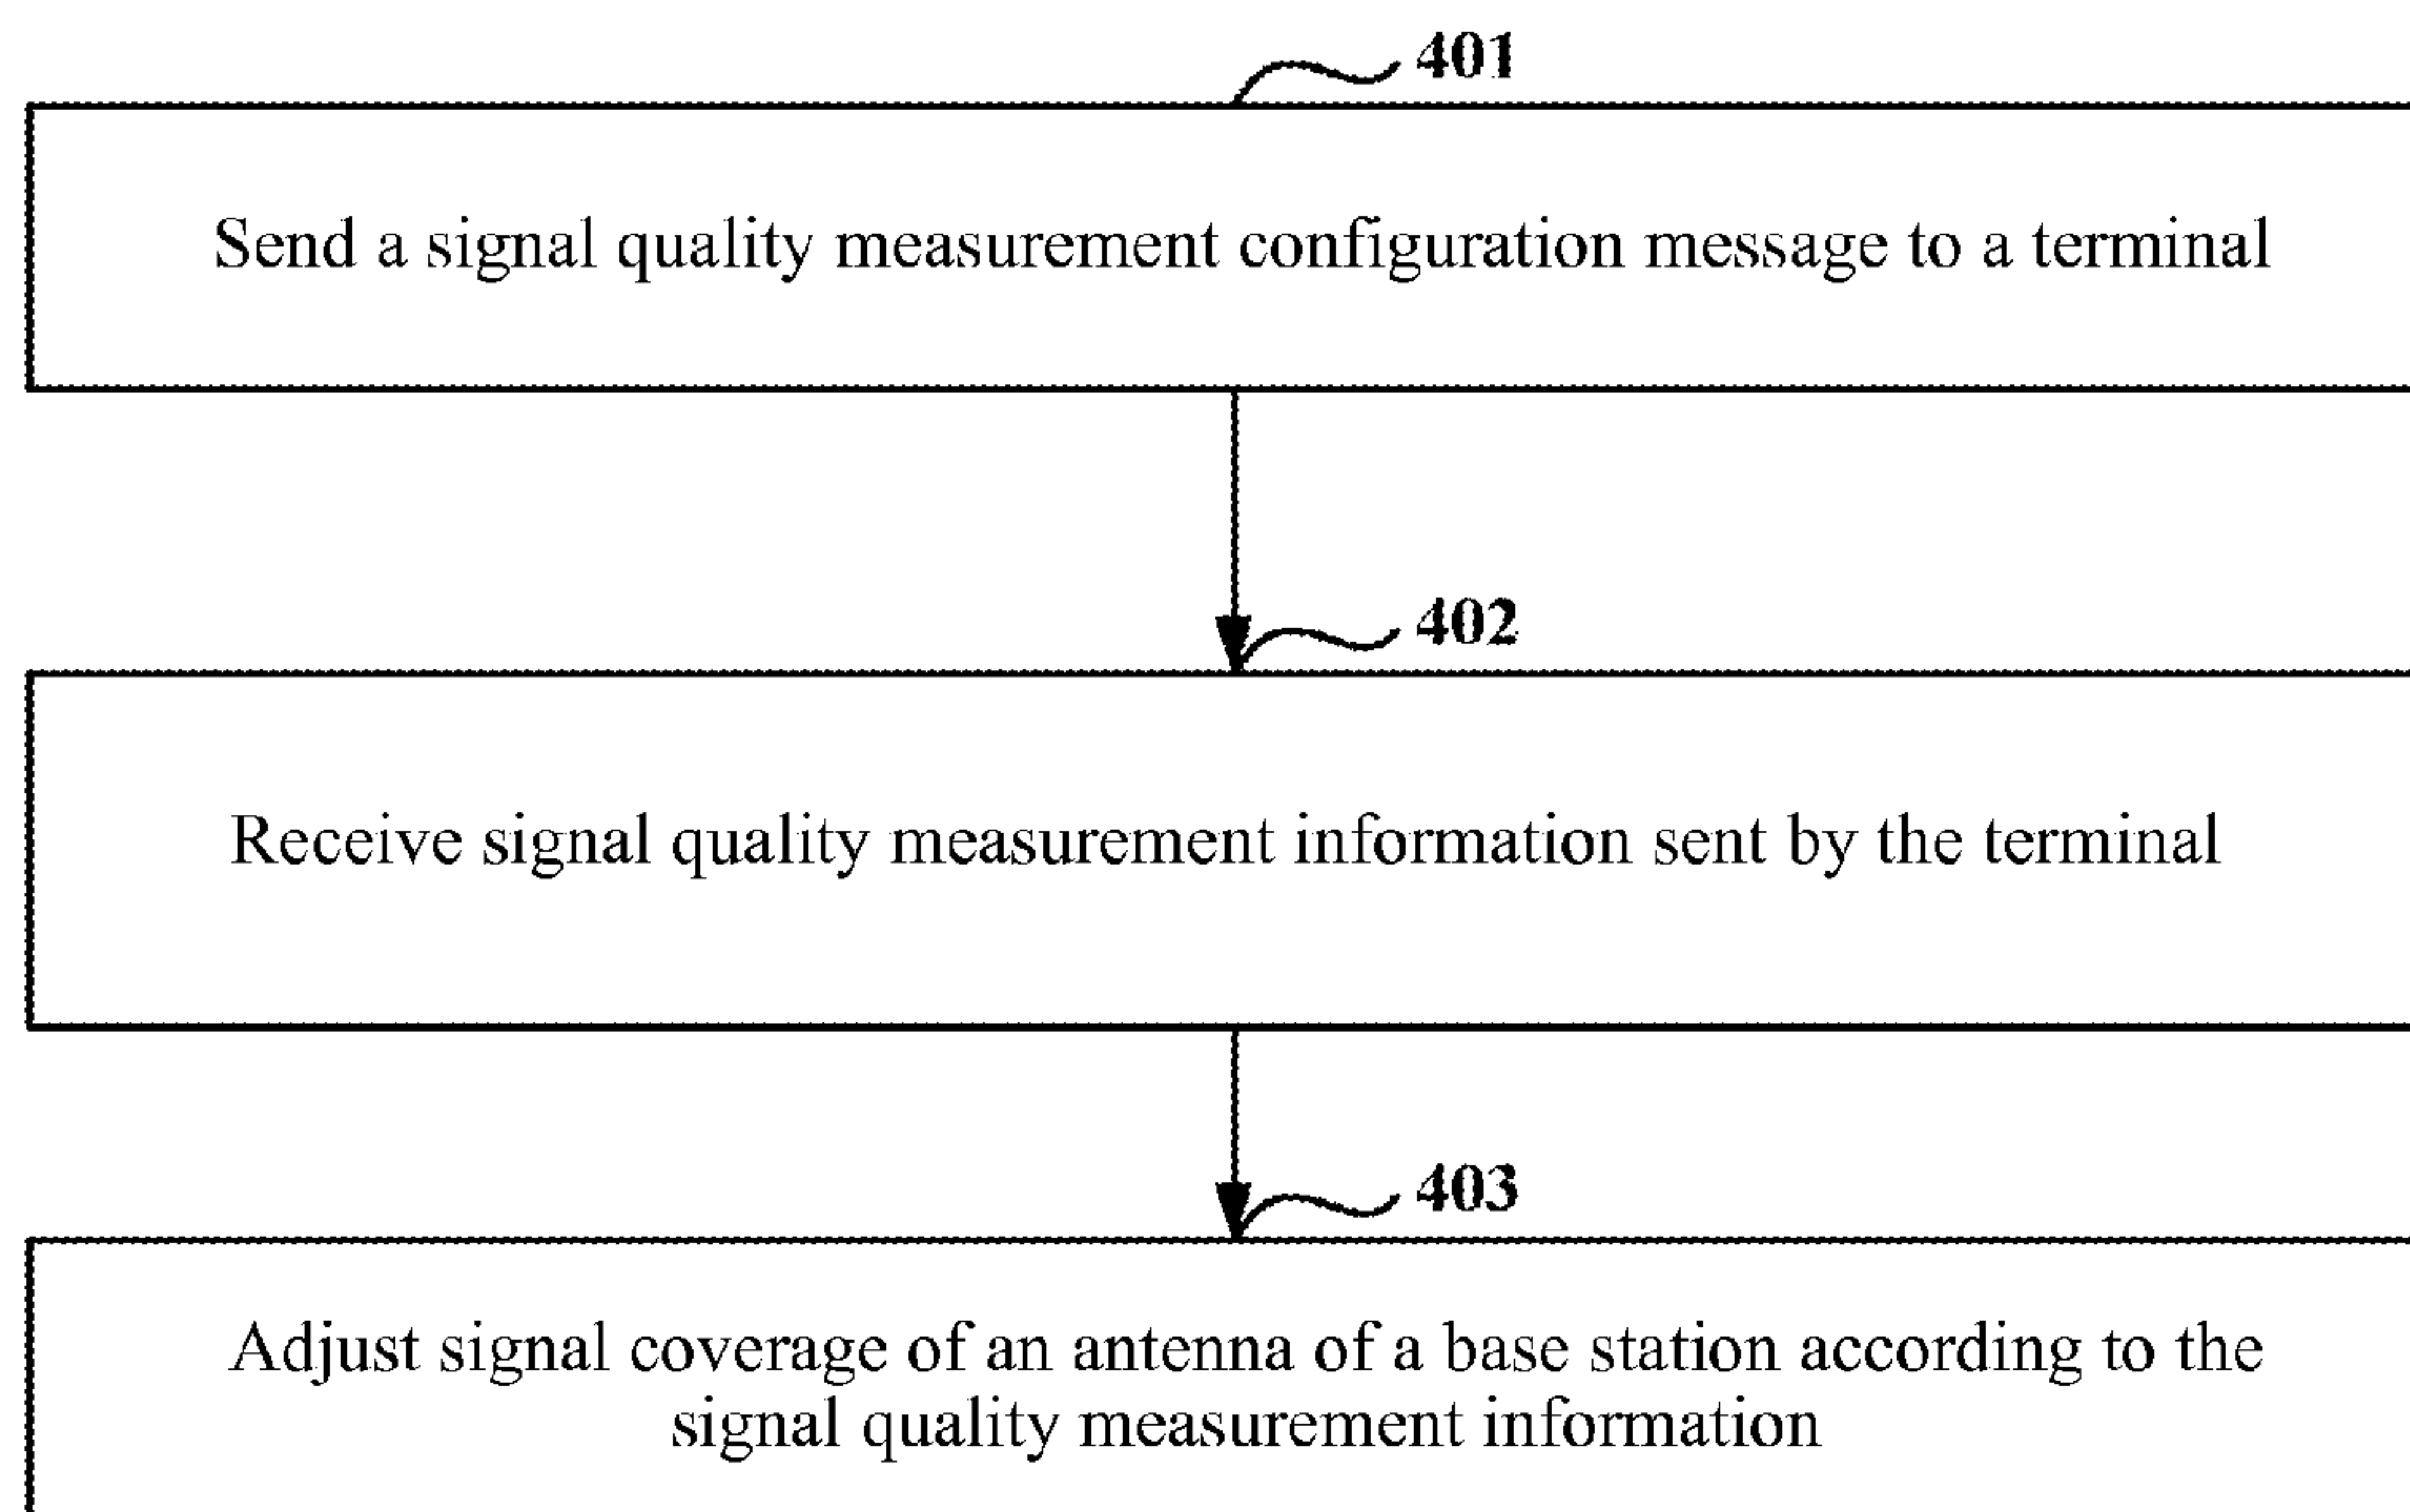 401
Send a signal quality measurement configuration message to a terminal
402
Receive signal quality measurement information sent by the terminal
403
Adjust signal coverage of an antenna of a base station according to the
signal quality measurement information